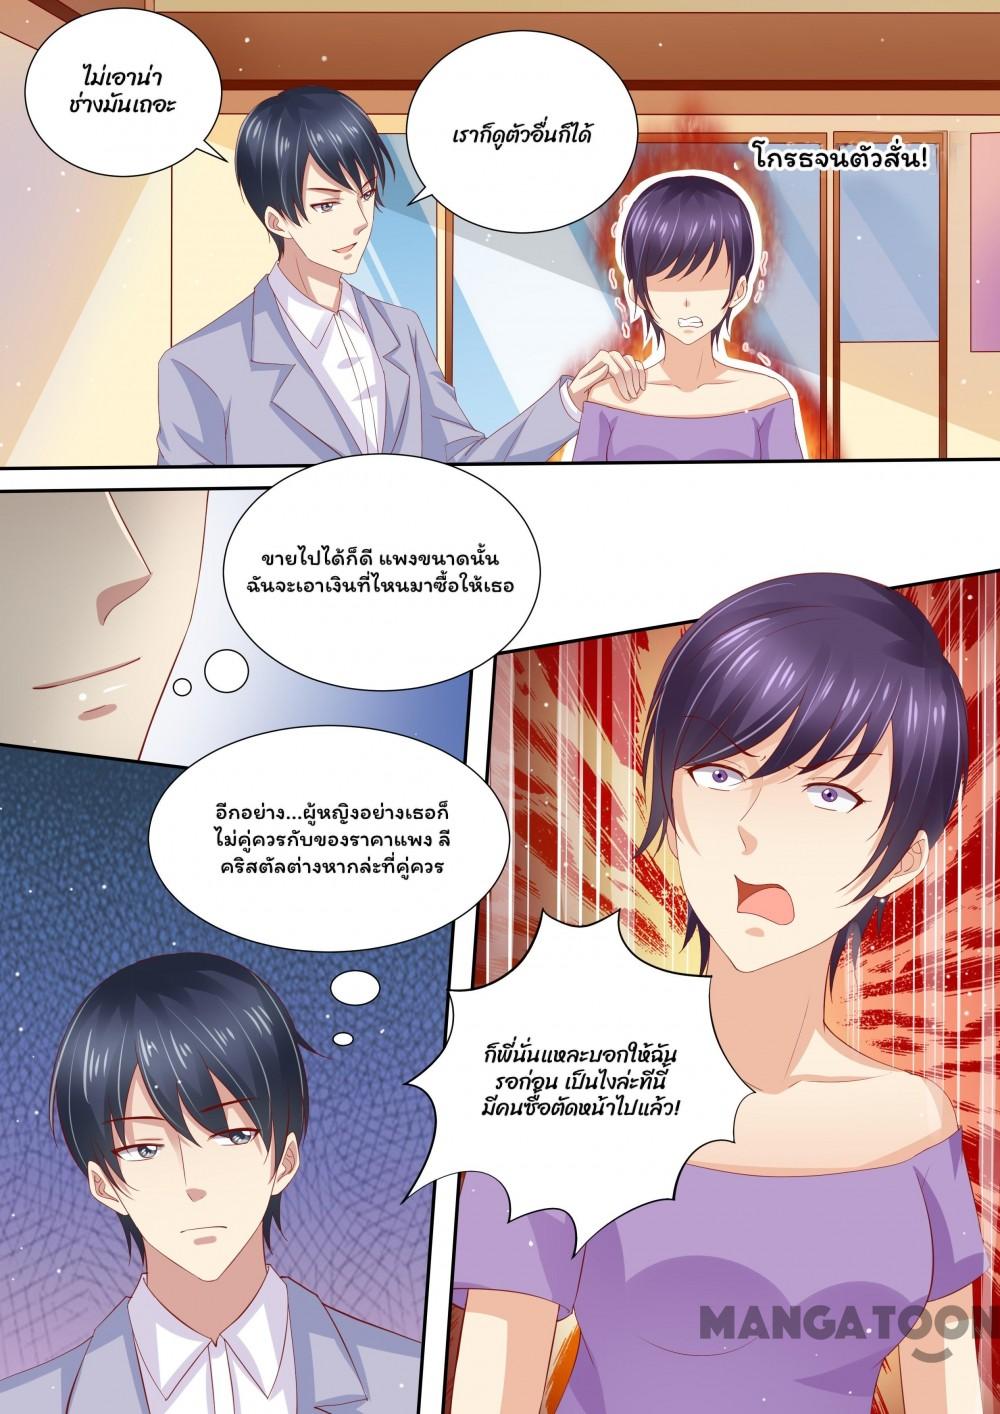 ไม่เอาน่า
ช่างมันเถอะ
เราก็ดูตัวอื่นก็ได้
โกรธจนตัวสั่น!
ขายไปได้ก็ดี แพงขนาดนั้น
ฉันจะเอาเงินที่ไหนมาซื้อให้เธอ
อีกอย่าง...ผู้หญิงอย่างเธอก็
ไม่คู่ควรกับของราคาแพง ลี
คริสตัลต่างหากล่ะที่คู่ควร
ก็พี่นั่นแหละบอกให้ฉัน
รอก่อน เป็นไงล่ะทีนี้
มีคนซื้อตัดหน้าไปแล้ว!
MANGATOON